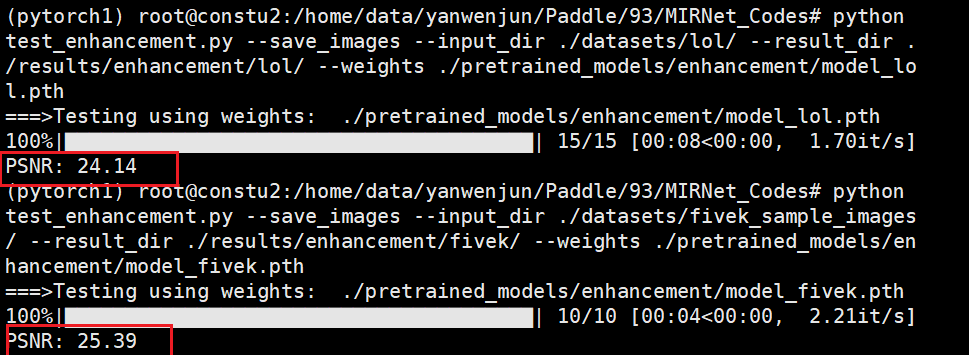 (pytorch1) root@constu2:/home/data/yanwenjun/Paddle/93/MIRNet_Codes# python
test_enhancement.py --save_images --input_dir ./datasets/lol/ --result_dir .
/results/enhancement/lol/ --weights ./pretrained_models/enhancement/model_lo
l.pth
===>Testing using weights:  ./pretrained_models/enhancement/model_lol.pth
100%|██████████████████████████████████████| 15/15 [00:08<00:00,  1.70it/s]
PSNR: 24.14
(pytorch1) root@constu2:/home/data/yanwenjun/Paddle/93/MIRNet_Codes# python
test_enhancement.py --save_images --input_dir ./datasets/fivek_sample_images
/ --result_dir ./results/enhancement/fivek/ --weights ./pretrained_models/en
hancement/model_fivek.pth
===>Testing using weights:  ./pretrained_models/enhancement/model_fivek.pth
100%|██████████████████████████████████████| 10/10 [00:04<00:00,  2.21it/s]
PSNR: 25.39